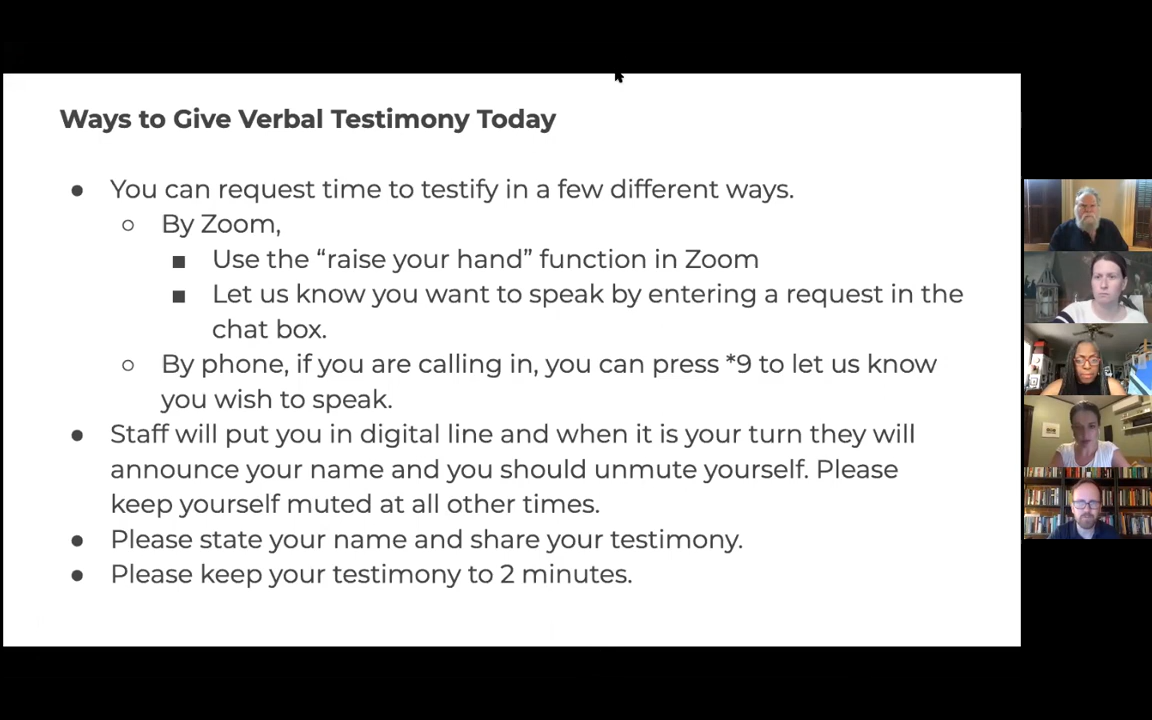 Ways to Give Verbal Testimony Today
● You can request time to testify in a few different ways.
○ By Zoom,
■ Use the “raise your hand” function in Zoom
■ Let us know you want to speak by entering a request in the
chat box.
○ By phone, if you are calling in, you can press *9 to let us know
you wish to speak.
● Staff will put you in digital line and when it is your turn they will
announce your name and you should unmute yourself. Please
keep yourself muted at all other times.
● Please state your name and share your testimony.
● Please keep your testimony to 2 minutes.